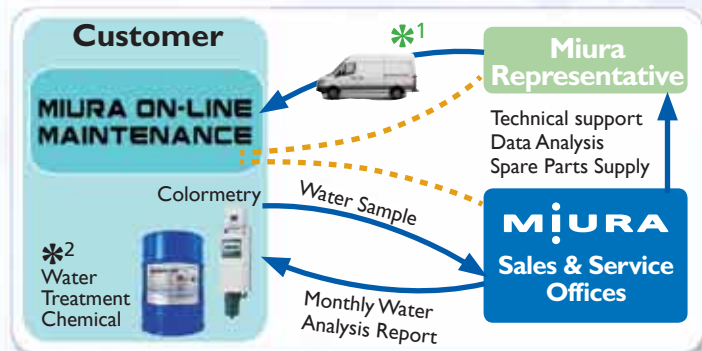 Customer
MIURA ON-LINE
MAINTENANCE
*1
Miura
Representative
Technical support
Data Analysis
Spare Parts Supply
Colormetry
Water Sample
*2
Water
Treatment
Chemical
Monthly Water
Analysis Report
MIURA
Sales & Service
Offices